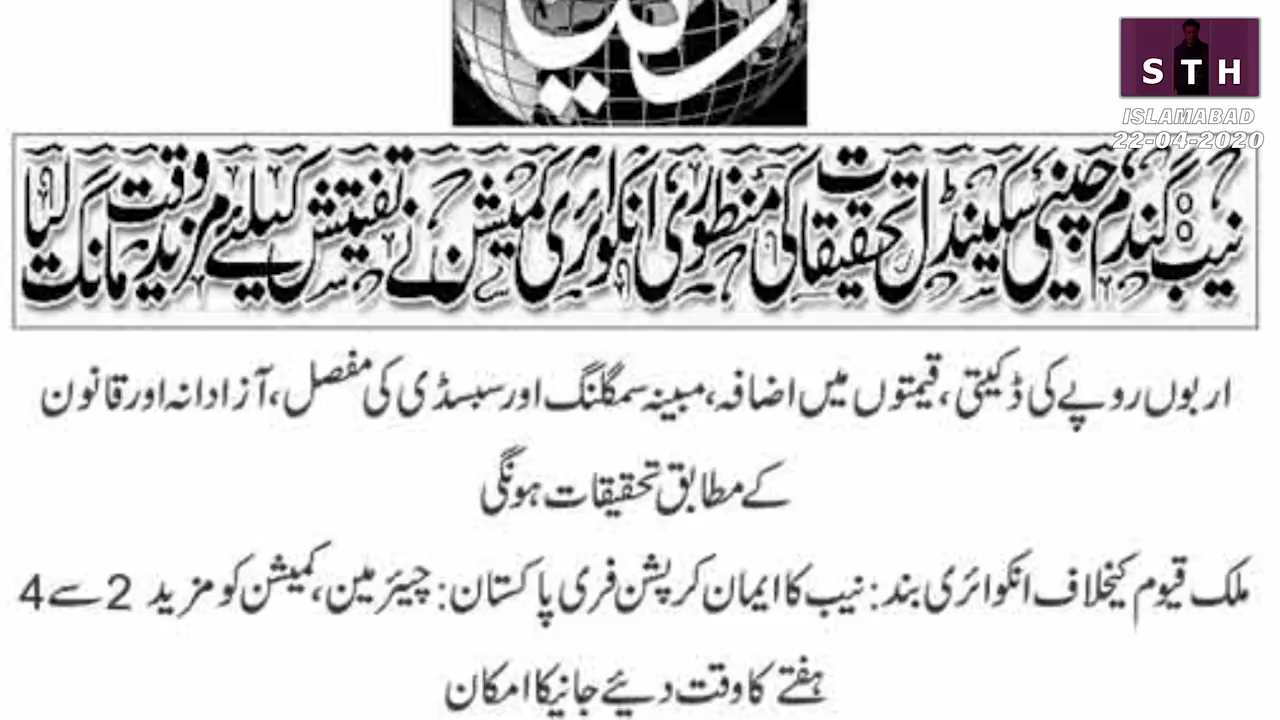 STH
ISLAMABAD
22-04-2020
نیب: گندم چینی سکینڈل تحقیقات کی منظوری انکوائری کمیشن نے تفتیش کیلئے مزید وقت مانگ لیا
اربوں روپے کی ڈکیتی، قیمتوں میں اضافہ، مبینہ سمگلنگ اور سبسڈی کی مفصل، آزادانہ اور قانون
کے مطابق تحقیقات ہونگی
ملک قیوم کیخلاف انکوائری بند: نیب کا ایمان کرپشن فری پاکستان: چیئرمین، کمیشن کو مزید 2 سے 4
ہفتے کا وقت دیئے جانیکا امکان